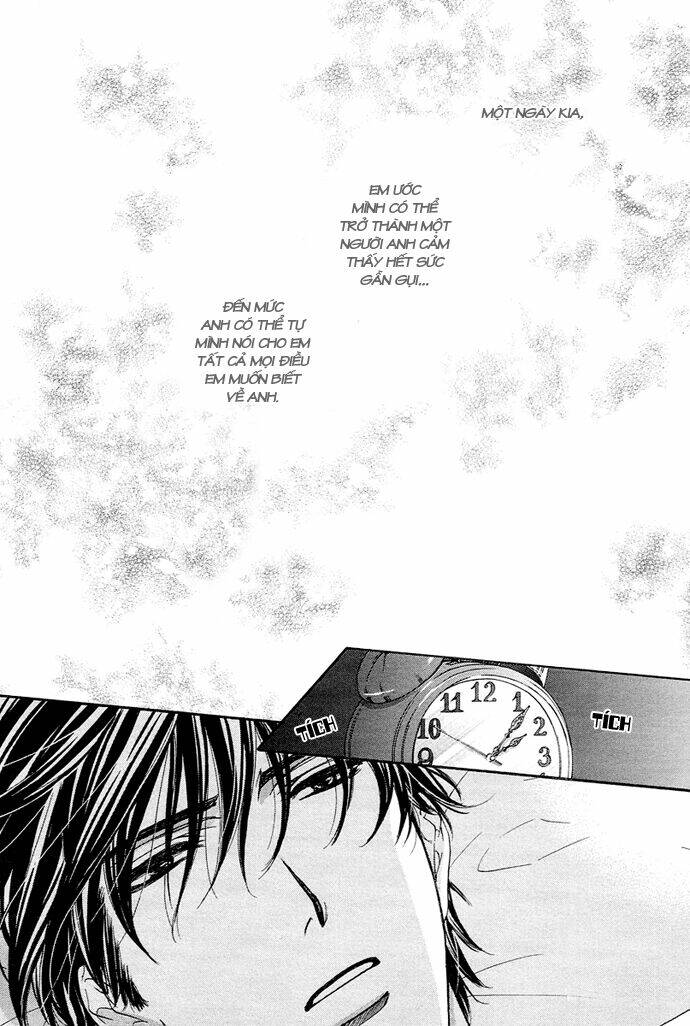 MỘT NGÀY KIA,
EM ƯỚC
MÌNH CÓ THỂ
TRỞ THÀNH MỘT
NGƯỜI ANH CẢM
THẤY HẾT SỨC
GẦN GỤI...
ĐẾN MỨC
ANH CÓ THỂ TỰ
MÌNH NÓI CHO EM
TẤT CẢ MỌI ĐIỀU
EM MUỐN BIẾT
VỀ ANH.
TÍCH
TÍCH
11 12 1
10 2
9 3